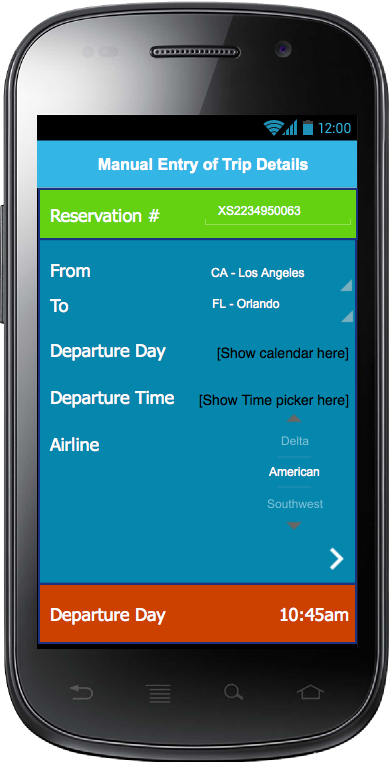 12:00
Manual Entry of Trip Details
Reservation # XS2234950063
From CA - Los Angeles
To FL - Orlando
Departure Day [Show calendar here]
Departure Time [Show Time picker here]
Delta
Airline
American
Southwest
Departure Day 10:45am